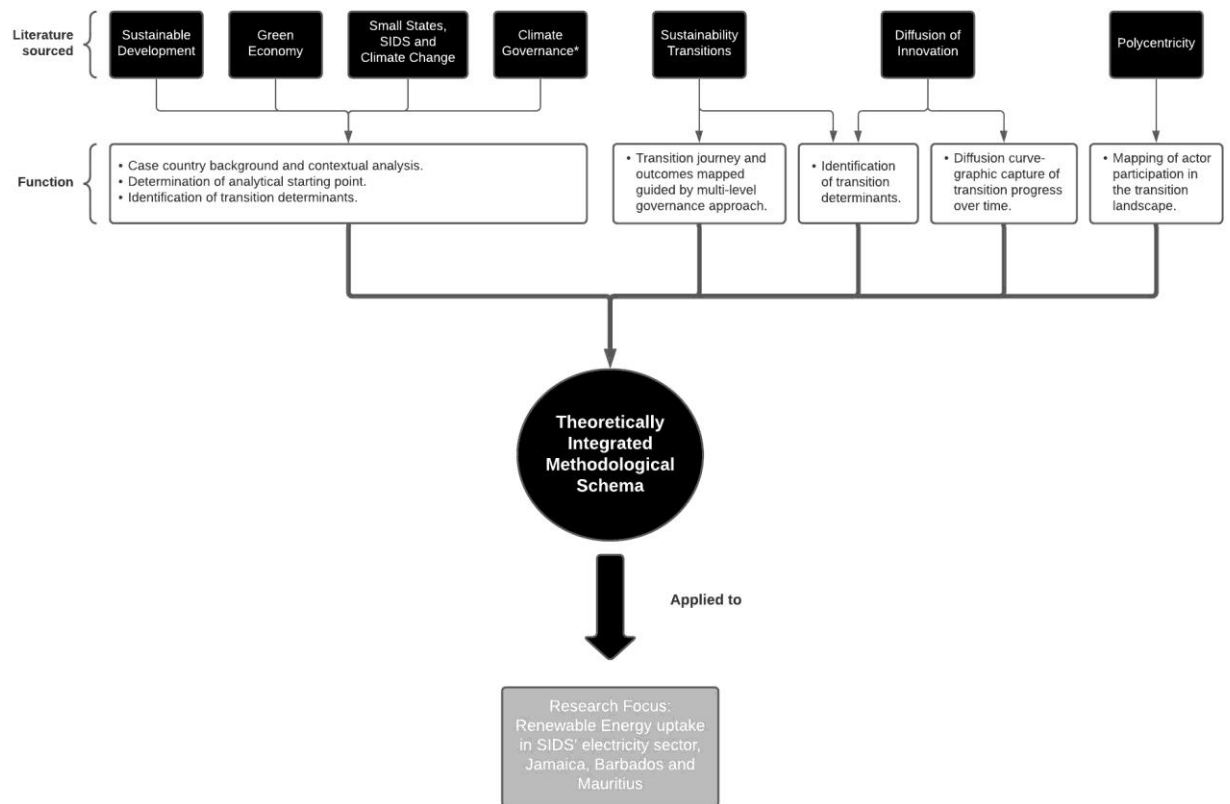 Literature
sourced
Sustainable
Development
Green
Economy
Small States,
SIDS and
Climate Change
Climate
Governance*
Sustainability
Transitions
Diffusion of
Innovation
Polycentricity
Function
• Case country background and contextual analysis.
• Determination of analytical starting point.
• Identification of transition determinants.
• Transition journey and
outcomes mapped
guided by multi-level
governance approach.
• Identification
of transition
determinants.
• Diffusion curve-
graphic capture of
transition progress
over time.
• Mapping of actor
participation in
the transition
landscape.
Theoretically
Integrated
Methodological
Schema
Applied to
Research Focus:
Renewable Energy uptake
in SIDS' electricity sector,
Jamaica, Barbados and
Mauritius